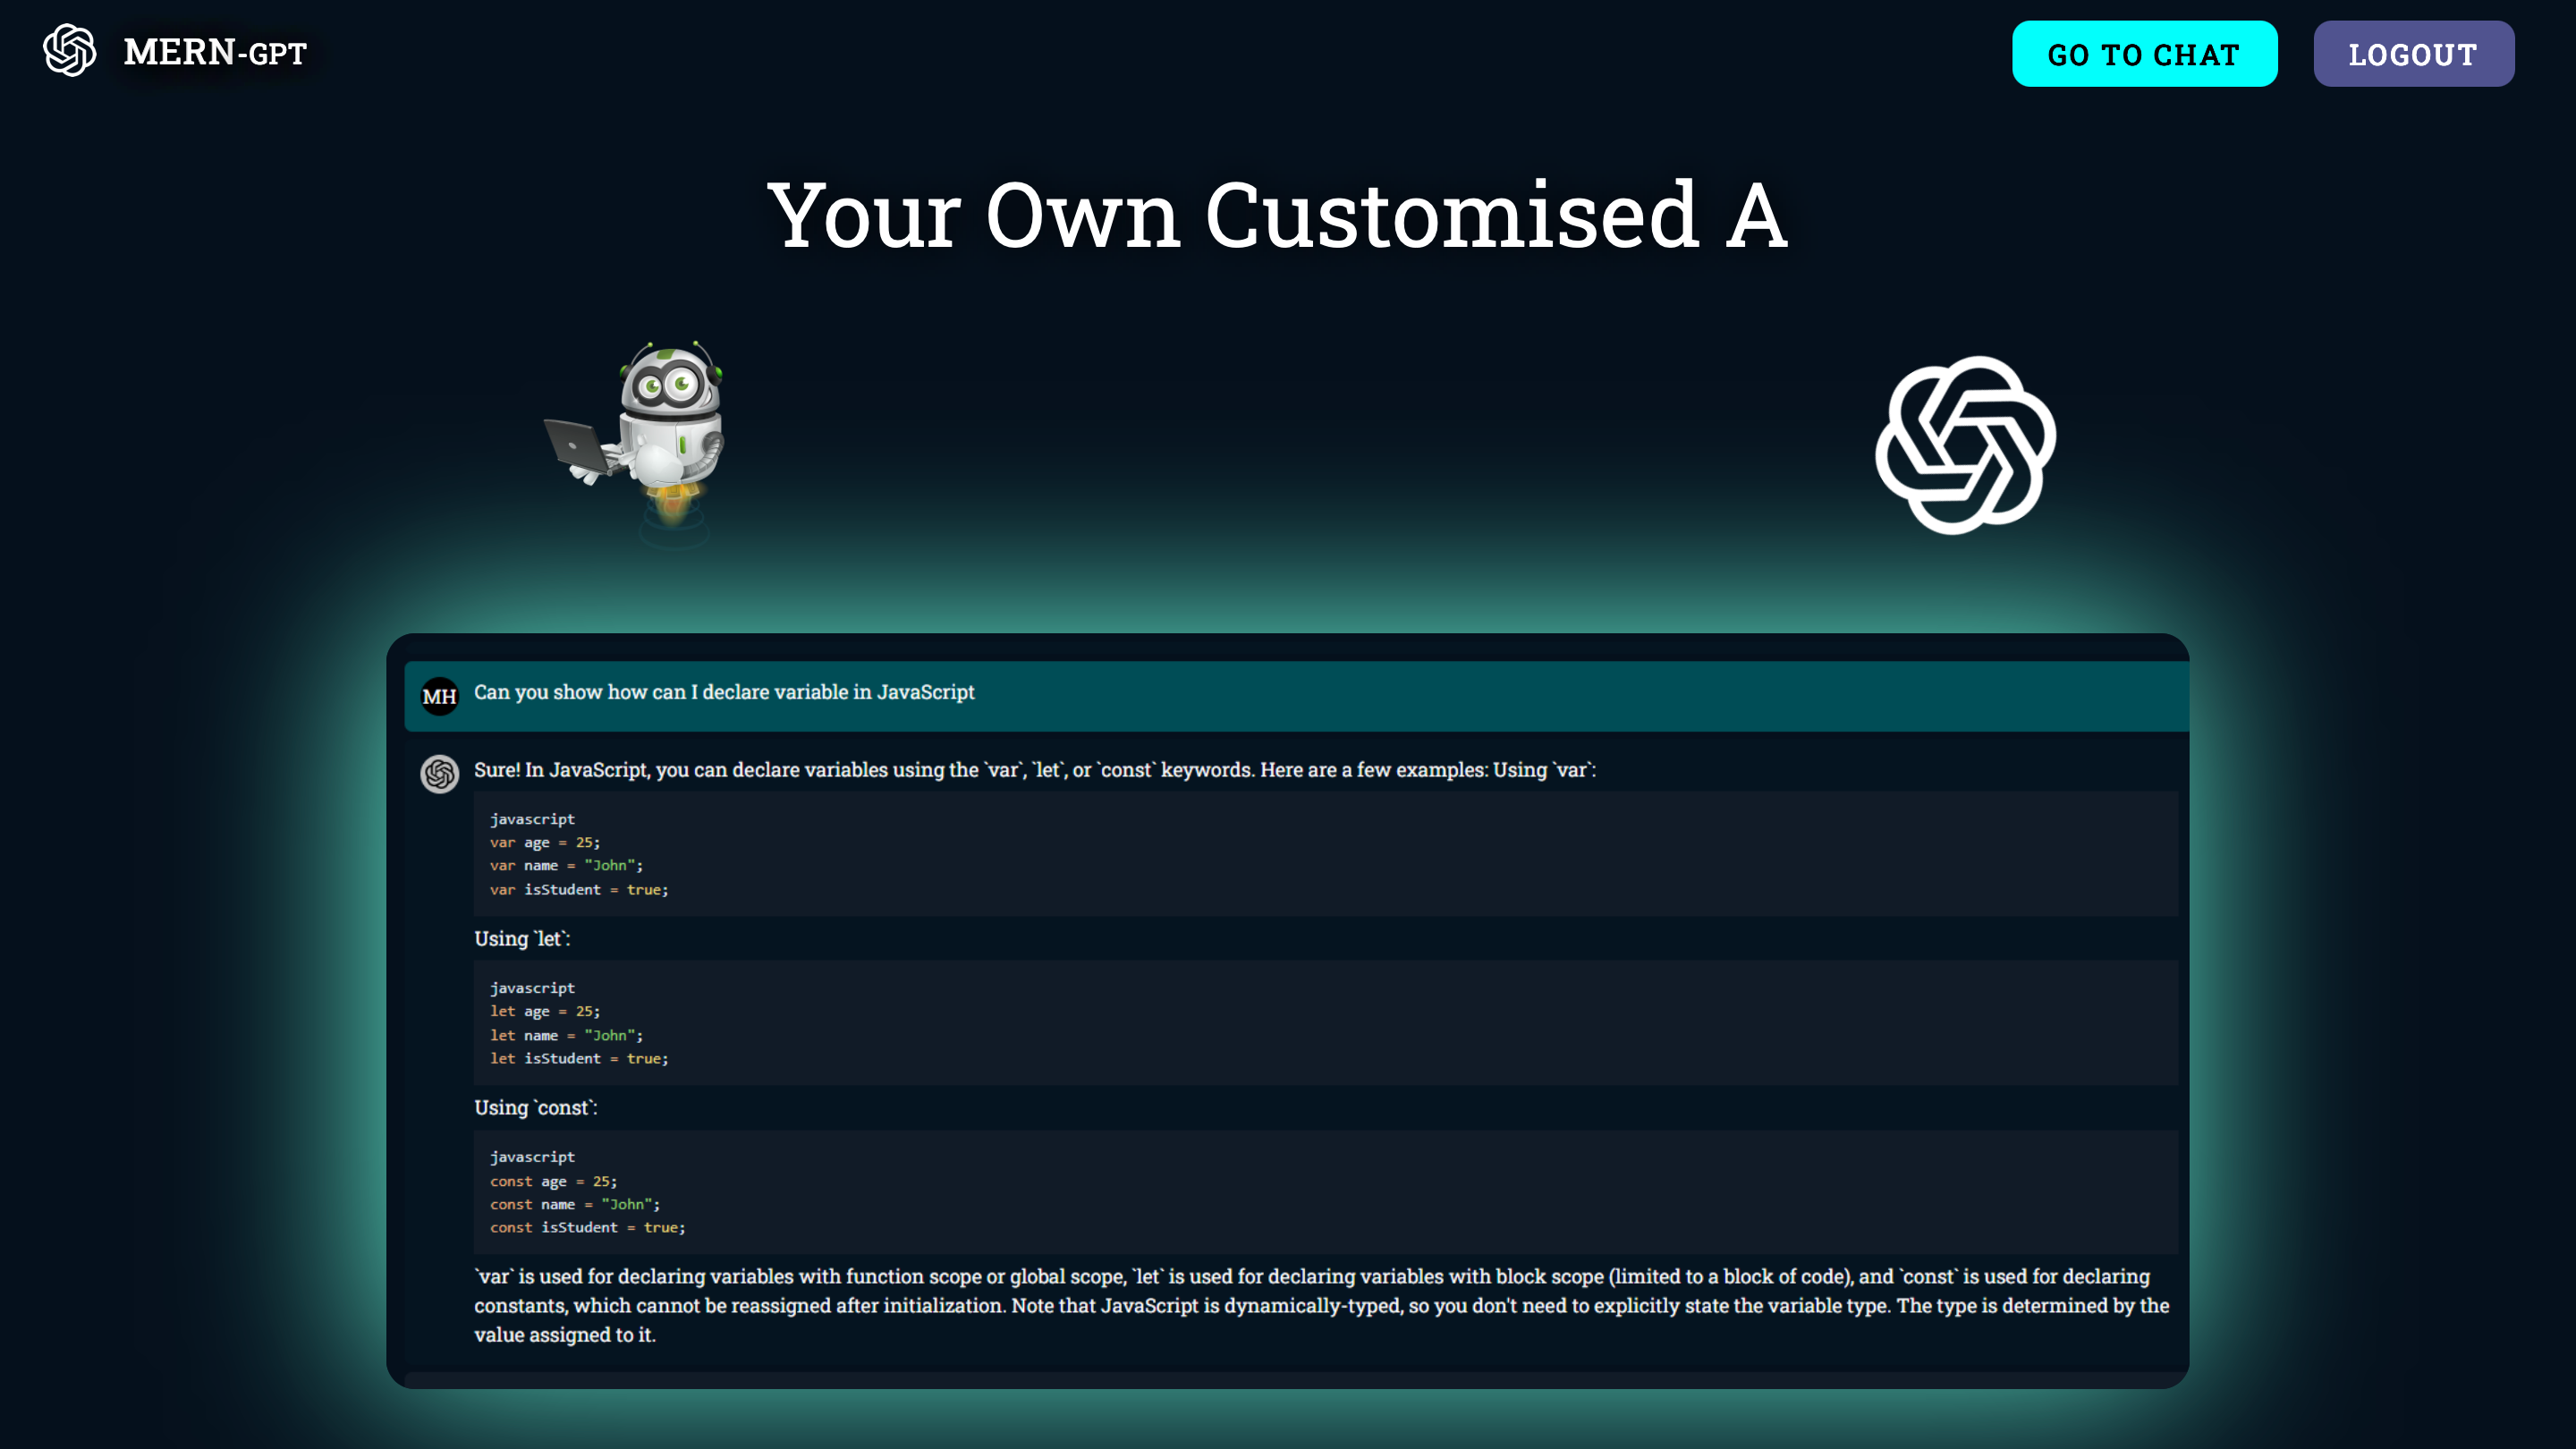 MERN-GPT
GO TO CHAT
LOGOUT
Your Own Customised A
MH
Can you show how can I declare variable in JavaScript
Sure! In JavaScript, you can declare variables using the `var`, `let`, or `const` keywords. Here are a few examples: Using `var`:
javascript
var age = 25;
var name = "John";
var isStudent = true;
Using `let`:
javascript
let age = 25;
let name = "John";
let isStudent = true;
Using `const`:
javascript
const age = 25;
const name = "John";
const isStudent = true;
`var` is used for declaring variables with function scope or global scope, `let` is used for declaring variables with block scope (limited to a block of code), and `const` is used for declaring
constants, which cannot be reassigned after initialization. Note that JavaScript is dynamically-typed, so you don't need to explicitly state the variable type. The type is determined by the
value assigned to it.